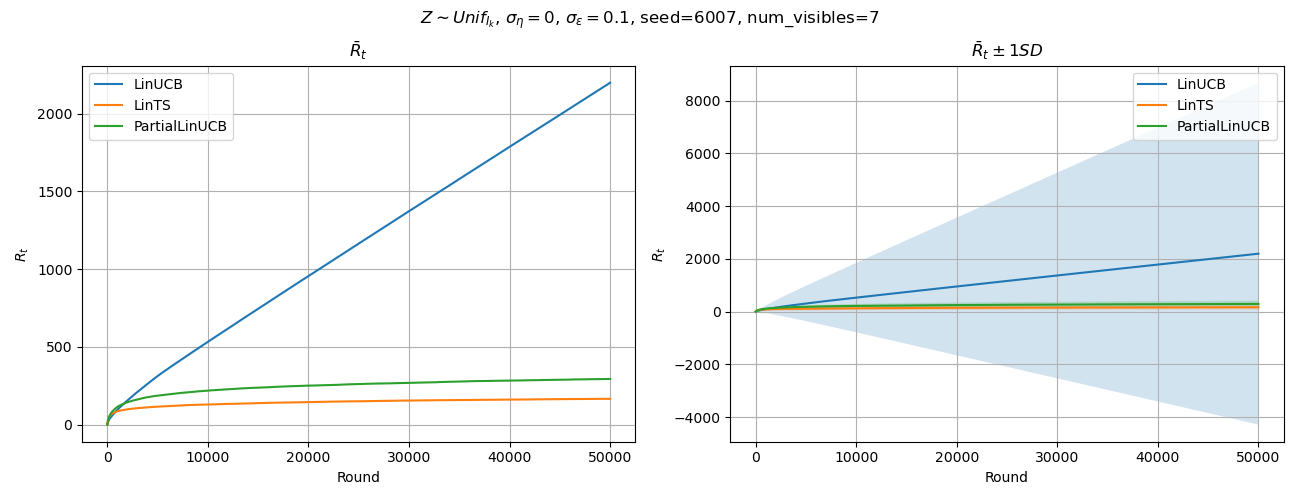 Z ∼ Unif_{I_k}, σ_η = 0, σ_ε = 0.1, seed=6007, num_visibles=7
R̄_t
LinUCB
LinTS
PartialLinUCB
2000
1500
1000
500
0
R_t
0 10000 20000 30000 40000 50000
Round
R̄_t ± 1SD
LinUCB
LinTS
PartialLinUCB
8000
6000
4000
2000
0
−2000
−4000
R_t
0 10000 20000 30000 40000 50000
Round